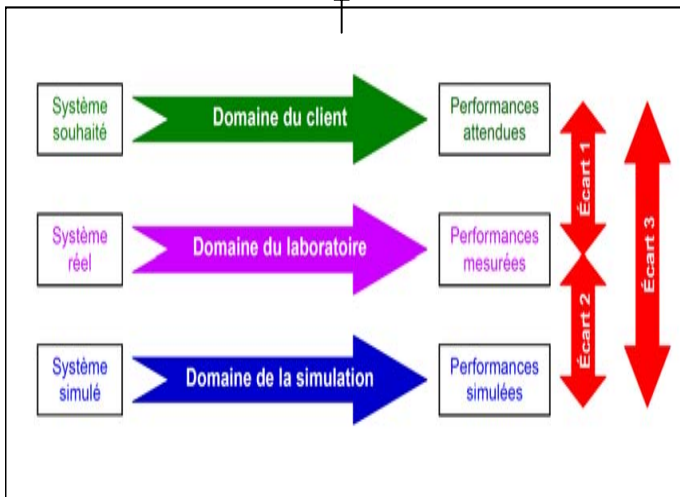 Système
souhaité
Domaine du client
Performances
attendues
Écart 1
Système
réel
Domaine du laboratoire
Performances
mesurées
Écart 3
Écart 2
Système
simulé
Domaine de la simulation
Performances
simulées